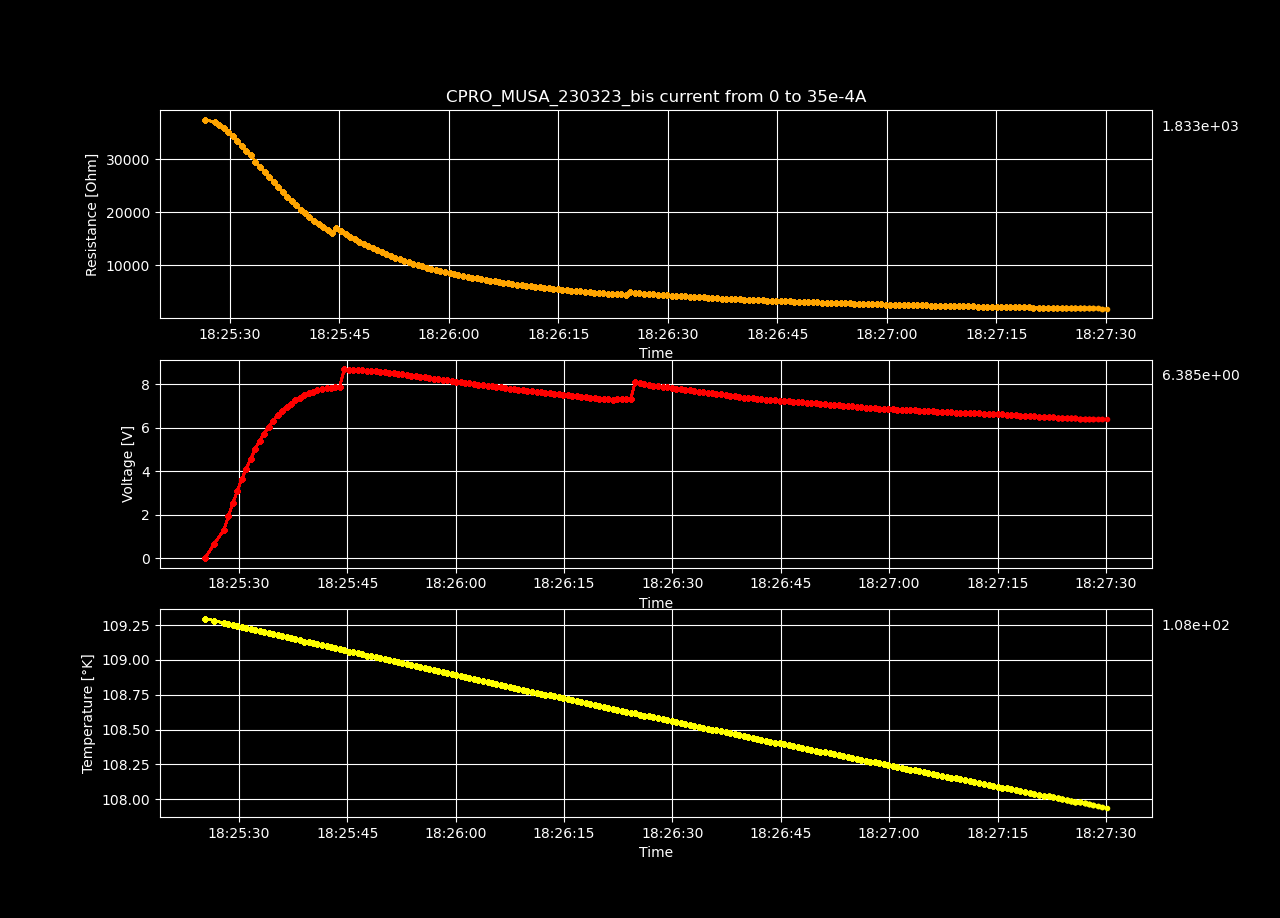 CPRO_MUSA_230323_bis current from 0 to 35e-4A
1.833e+03
Resistance [Ohm]
30000
20000
10000
18:25:30 18:25:45 18:26:00 18:26:15 18:26:30 18:26:45 18:27:00 18:27:15 18:27:30
Time
6.385e+00
Voltage [V]
8
6
4
2
0
18:25:30 18:25:45 18:26:00 18:26:15 18:26:30 18:26:45 18:27:00 18:27:15 18:27:30
Time
1.08e+02
Temperature [°K]
109.25
109.00
108.75
108.50
108.25
108.00
18:25:30 18:25:45 18:26:00 18:26:15 18:26:30 18:26:45 18:27:00 18:27:15 18:27:30
Time